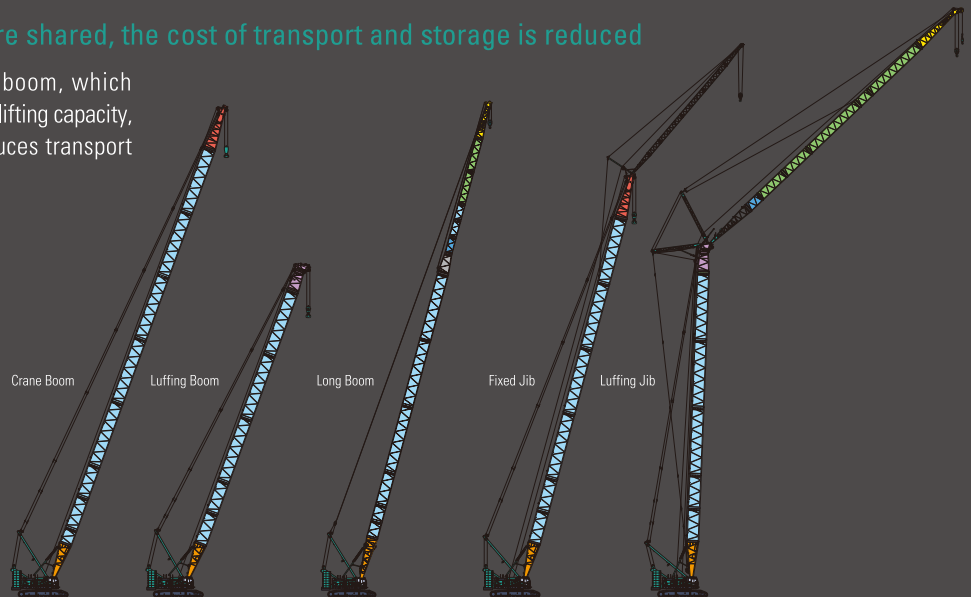 re shared, the cost of transport and storage is reduced
boom, which
lifting capacity,
uces transport
Crane Boom
Luffing Boom
Long Boom
Fixed Jib
Luffing Jib